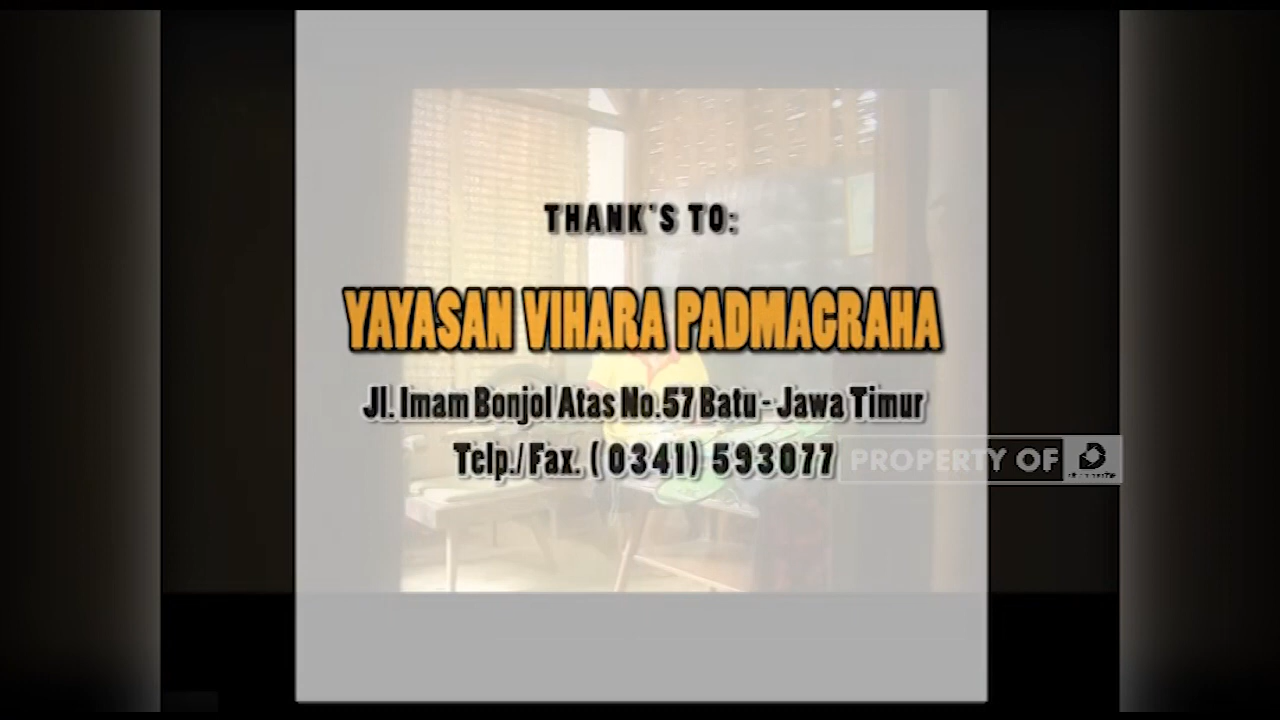 THANK'S TO:
YAYASAN VIHARA PADMAGRAHA
Jl. Imam Bonjol Atas No.57 Batu - Jawa Timur
Telp./Fax. (0341) 593077
PROPERTY OF